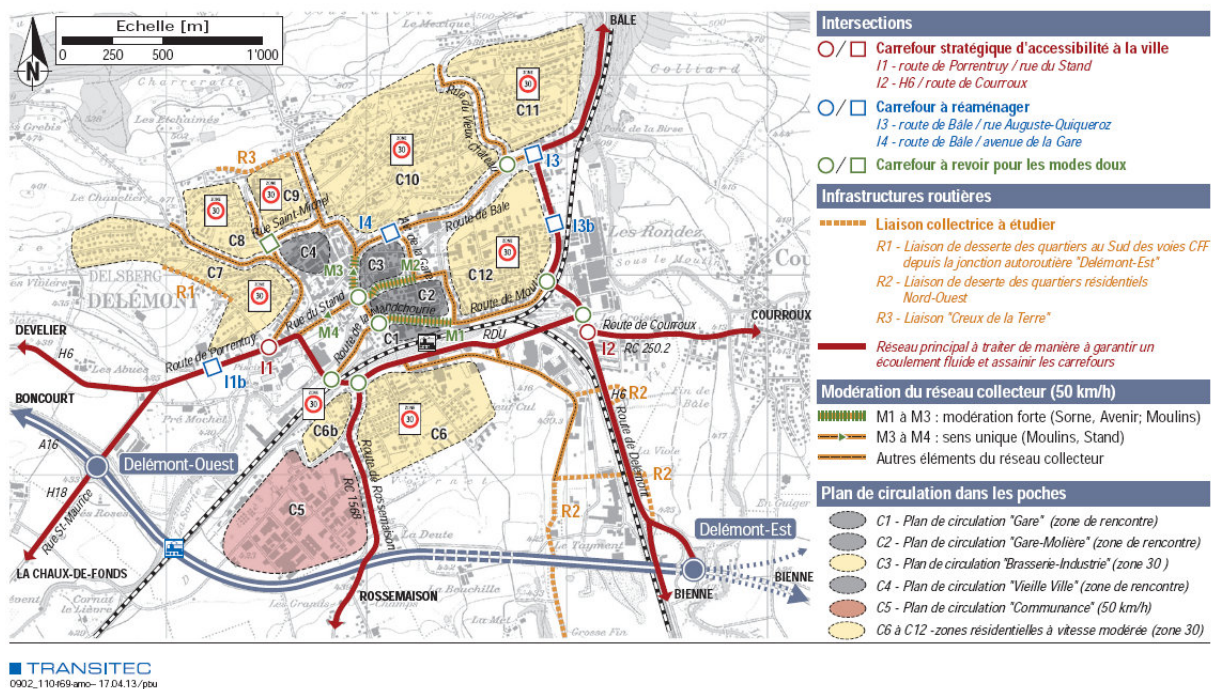 Echelle [m]
0 250 500 1'000
N
BÂLE
C11
Rue du Vieux Château
R3
C10
I3
C9
Rue Saint-Michel
I4
Route de Bâle
I3b
C8
C4
Av. de la Gare
Les Rondez
C7
M3
C3
M2
C12
DELSBERG
DELÉMONT
R1
Rue du Stand
C2
Route de Moutier
M4
Route de la Mandchourie
DEVELIER
C1
M1
COURROUX
H6
Route de Porrentruy
RDU
Route de Courroux
I1
I2
RC 250.2
I1b
BONCOURT
R2
H6
C6b
C6
A16
Delémont-Ouest
Route de Rossemaison
Route de Delémont
R2
H18
C5
RC 1568
R2
Rue St-Maurice
Delémont-Est
LA CHAUX-DE-FONDS
BIENNE
ROSSEMAISON
BIENNE
Intersections
Carrefour stratégique d'accessibilité à la ville
I1 - route de Porrentruy / rue du Stand
I2 - H6 / route de Courroux
Carrefour à réaménager
I3 - route de Bâle / rue Auguste-Quiqueroz
I4 - route de Bâle / avenue de la Gare
Carrefour à revoir pour les modes doux
Infrastructures routières
Liaison collectrice à étudier
R1 - Liaison de desserte des quartiers au Sud des voies CFF
depuis la jonction autoroutière "Delémont-Est"
R2 - Liaison de deserte des quartiers résidentiels
Nord-Ouest
R3 - Liaison "Creux de la Terre"
Réseau principal à traiter de manière à garantir un
écoulement fluide et assainir les carrefours
Modération du réseau collecteur (50 km/h)
M1 à M3 : modération forte (Sorne, Avenir; Moulins)
M3 à M4 : sens unique (Moulins, Stand)
Autres éléments du réseau collecteur
Plan de circulation dans les poches
C1 - Plan de circulation "Gare" (zone de rencontre)
C2 - Plan de circulation "Gare-Molière" (zone de rencontre)
C3 - Plan de circulation "Brasserie-Industrie" (zone 30 )
C4 - Plan de circulation "Vieille Ville" (zone de rencontre)
C5 - Plan de circulation "Communance" (50 km/h)
C6 à C12 -zones résidentielles à vitesse modérée (zone 30)
TRANSITEC
0902_110-f69-amo– 17.04.13/pbu